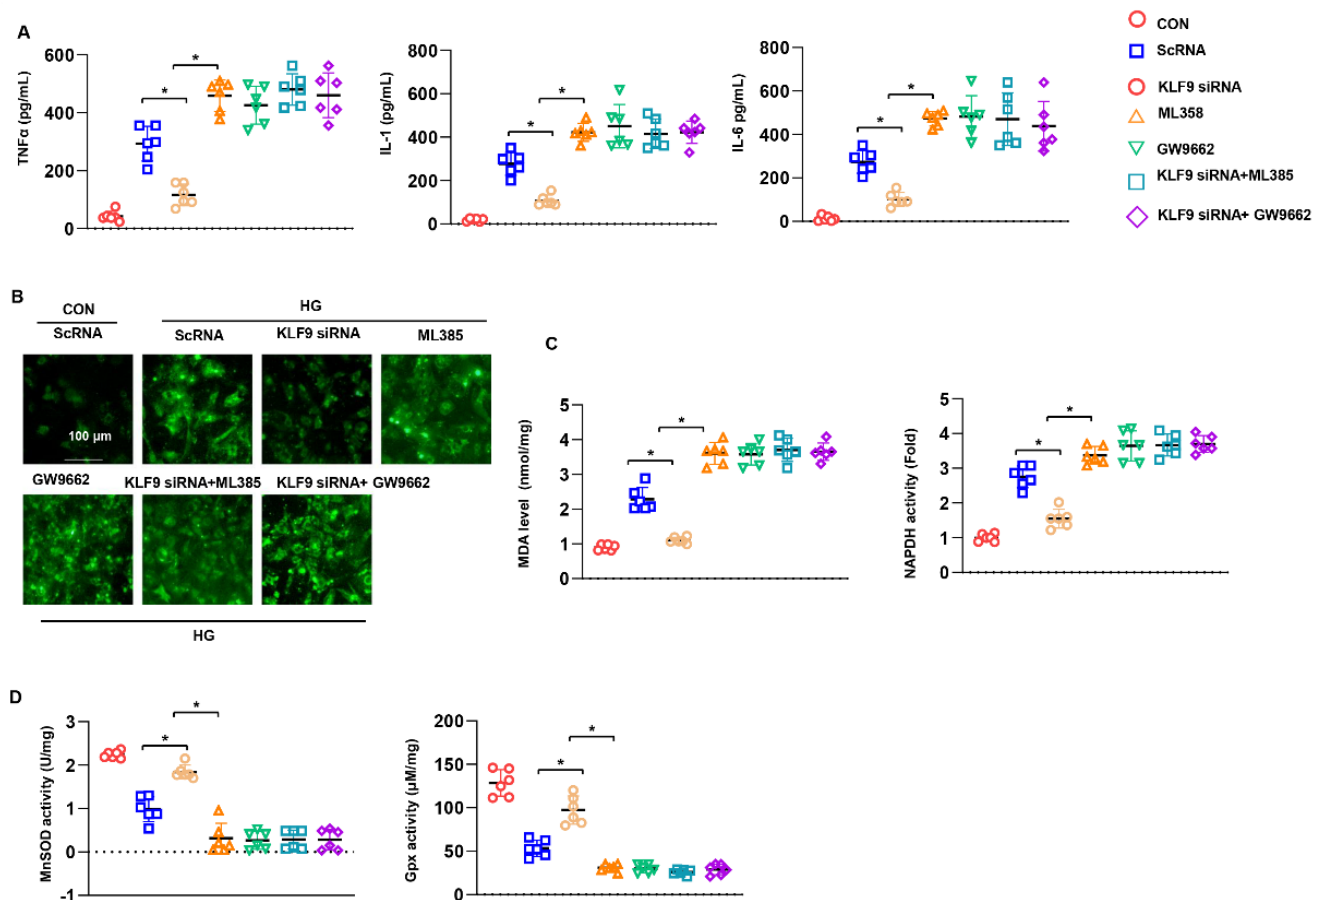 A
TNFα (pg/mL)
600
400
200
0
*
*
IL-1 (pg/mL)
800
600
400
200
0
*
*
IL-6 pg/mL)
800
600
400
200
0
*
*
CON
ScRNA
KLF9 siRNA
ML358
GW9662
KLF9 siRNA+ML385
KLF9 siRNA+ GW9662
B
CON
HG
ScRNA
ScRNA
KLF9 siRNA
ML385
100 µm
GW9662
KLF9 siRNA+ML385
KLF9 siRNA+ GW9662
HG
C
MDA level (nmol/mg)
5
4
3
2
1
0
*
*
NAPDH activity (Fold)
5
4
3
2
1
0
*
*
D
MnSOD activity (U/mg)
3
2
1
0
-1
*
*
Gpx activity (µM/mg)
200
150
100
50
0
*
*